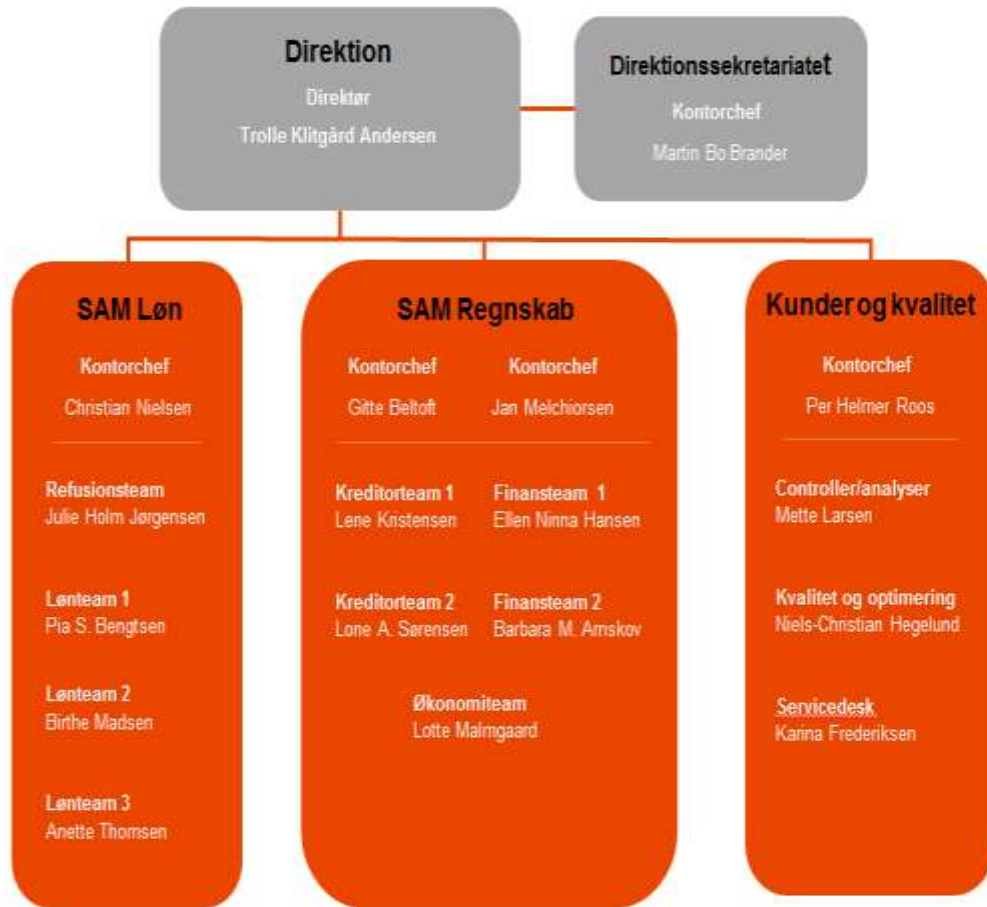 Direktion
Direktør
Trolle Klitgård Andersen
Direktionssekretariatet
Kontorchef
Martin Bo Brander
SAM Løn
Kontorchef
Christian Nielsen
Refusionsteam
Julie Holm Jørgensen
Lønteam 1
Pia S. Bengtsen
Lønteam 2
Birthe Madsen
Lønteam 3
Anette Thomsen
SAM Regnskab
Kontorchef
Gitte Beltoft
Kontorchef
Jan Melchiorsen
Kreditorteam 1
Lene Kristensen
Finansteam 1
Ellen Ninna Hansen
Kreditorteam 2
Lone A. Sørensen
Finansteam 2
Barbara M. Arnskov
Økonomiteam
Lotte Malmgaard
Kunder og kvalitet
Kontorchef
Per Helmer Roos
Controller/analyser
Mette Larsen
Kvalitet og optimering
Niels-Christian Hegelund
Servicedesk
Karina Frederiksen